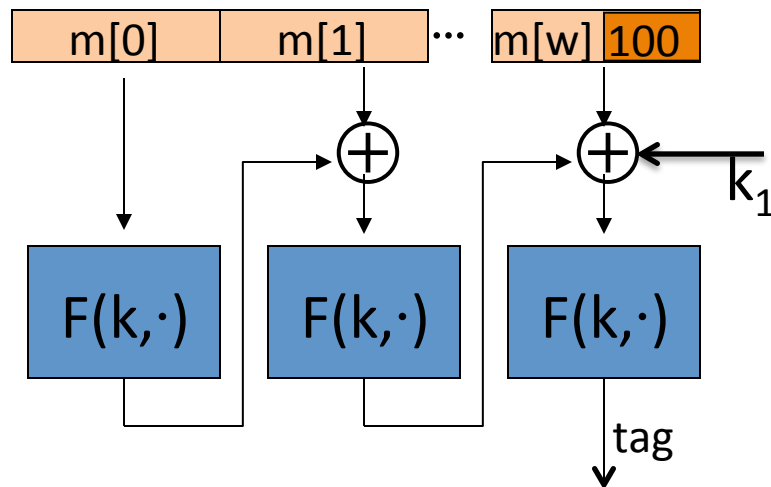 m[0] m[1] ... m[w] 100
k₁
F(k,·) F(k,·) F(k,·)
tag